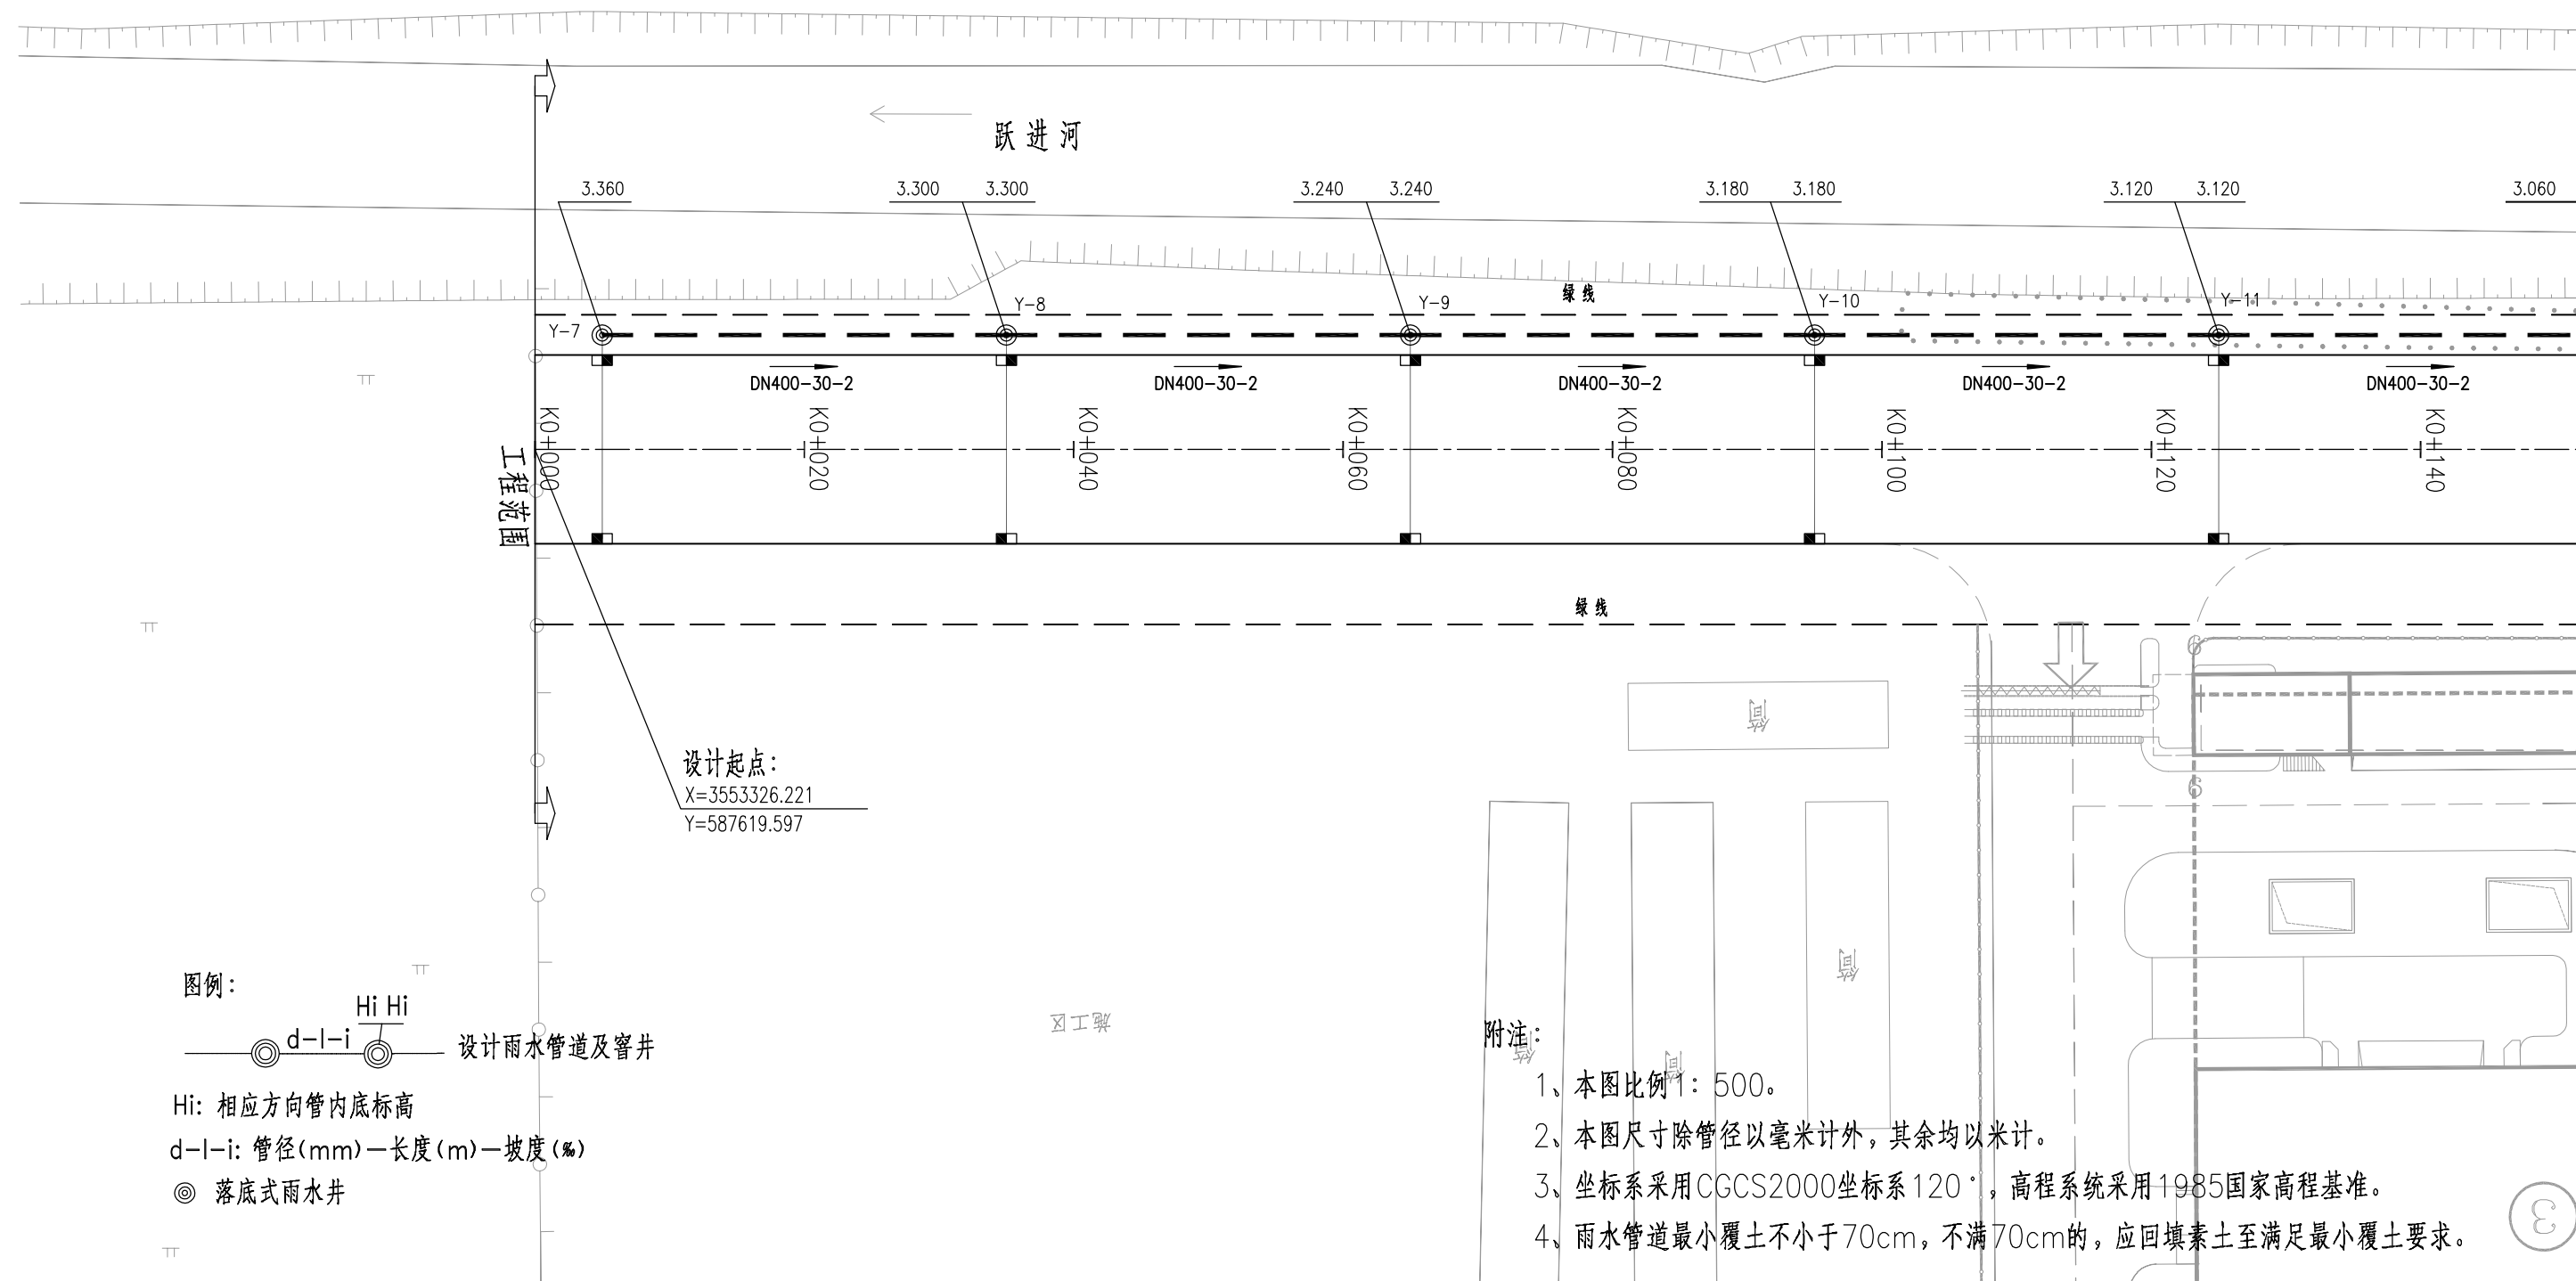 跃进河
3.360
3.300 3.300
3.240 3.240
3.180 3.180
3.120 3.120
3.060
绿线
Y-7
Y-8
Y-9
Y-10
Y-11
DN400-30-2
DN400-30-2
DN400-30-2
DN400-30-2
DN400-30-2
K0+000
K0+020
K0+040
K0+060
K0+080
K0+100
K0+120
K0+140
工程范围
绿线
6
简
设计起点:
X=3553326.221
Y=587619.597
6
简
施工区
简
简
3
图例:
Hi Hi
d-l-i
设计雨水管道及窨井
Hi: 相应方向管内底标高
d-l-i: 管径(mm)—长度(m)—坡度(‰)
落底式雨水井
附注:
1、本图比例1: 500。
2、本图尺寸除管径以毫米计外,其余均以米计。
3、坐标系采用CGCS2000坐标系120°,高程系统采用1985国家高程基准。
4、雨水管道最小覆土不小于70cm,不满70cm的,应回填素土至满足最小覆土要求。